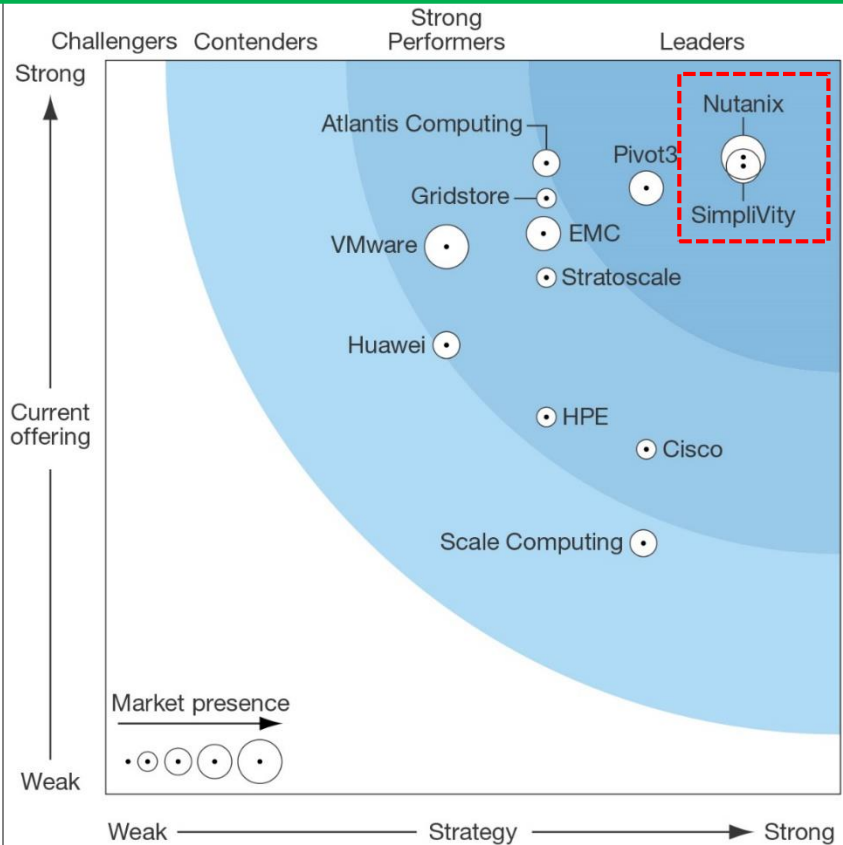 Strong
Challengers Contenders Performers Leaders
Strong
Nutanix
Atlantis Computing
Pivot3
Gridstore
SimpliVity
EMC
VMware
Stratoscale
Huawei
Current
offering
HPE
Cisco
Scale Computing
Market presence
Weak
Weak Strategy Strong